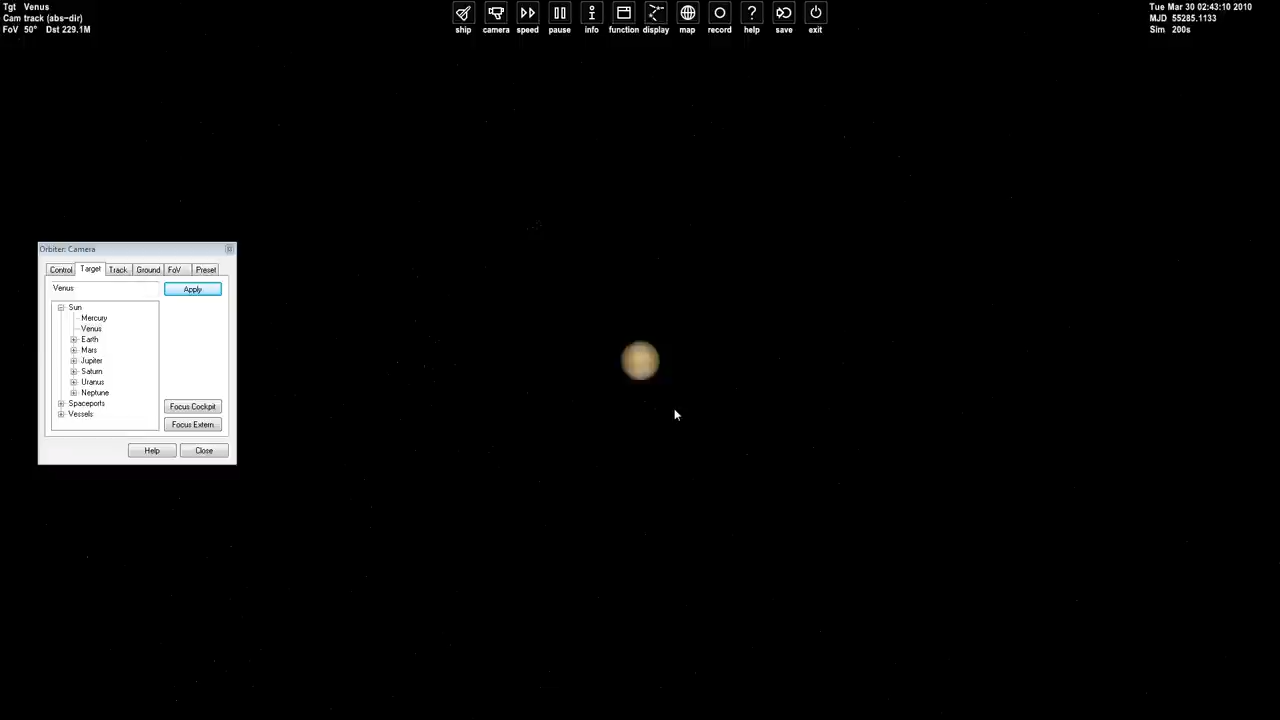 Tgt Venus
Cam track (abs-dir)
FoV 50° Dst 229.1M
ship camera speed pause info function display map record help save exit
Tue Mar 30 02:43:10 2010
MJD 55285.1133
Sim 200s
Orbiter: Camera
Control Target Track Ground FoV Preset
Venus
Apply
Sun
Mercury
Venus
Earth
Mars
Jupiter
Saturn
Uranus
Neptune
Spaceports
Vessels
Focus Cockpit
Focus Extern
Help Close